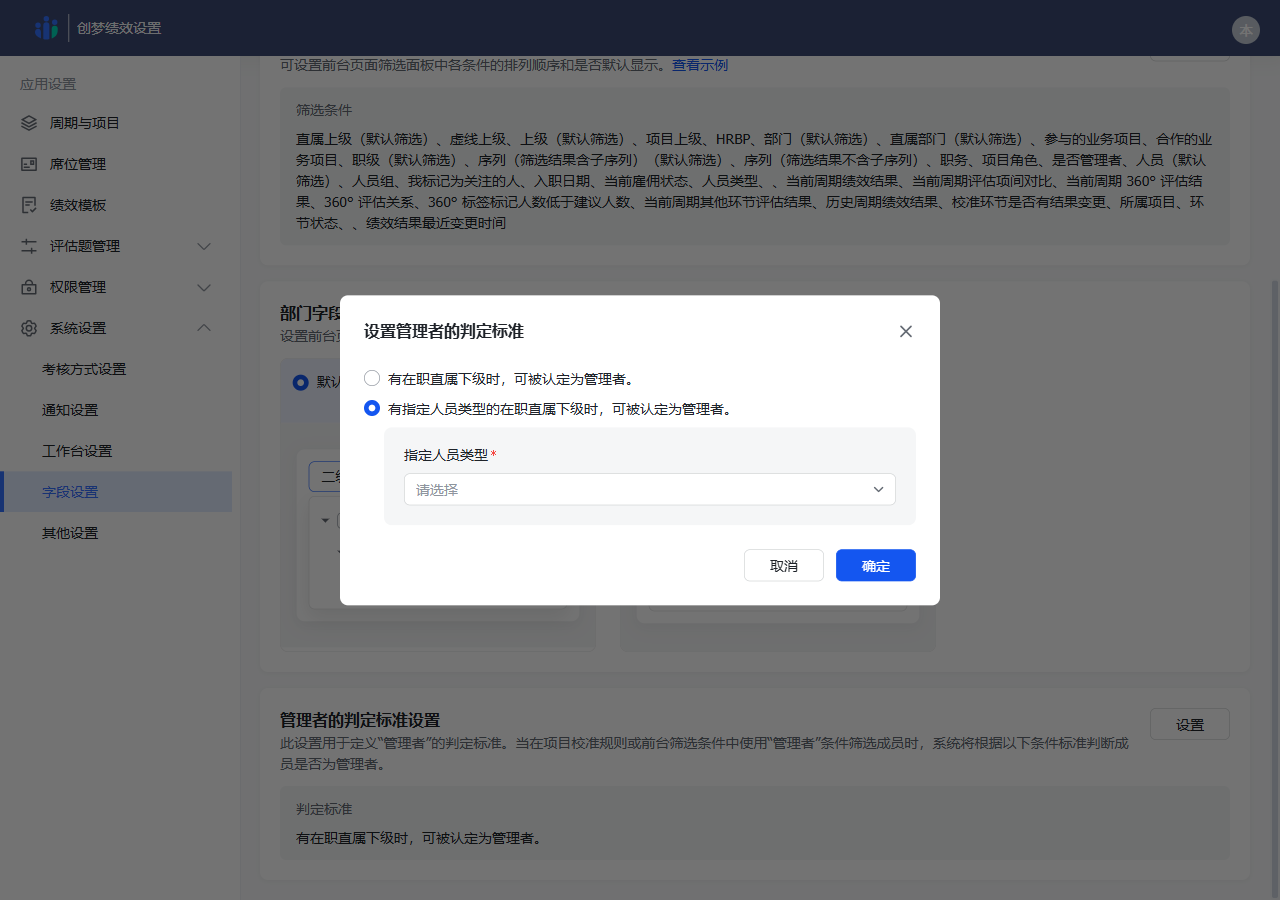 创梦绩效设置
本
应用设置
周期与项目
席位管理
绩效模板
评估题管理
权限管理
系统设置
考核方式设置
通知设置
工作台设置
字段设置
其他设置
可设置前台页面筛选面板中各条件的排列顺序和是否默认显示。查看示例
筛选条件
直属上级（默认筛选）、虚线上级、上级（默认筛选）、项目上级、HRBP、部门（默认筛选）、直属部门（默认筛选）、参与的业务项目、合作的业
务项目、职级（默认筛选）、序列（筛选结果含子序列）（默认筛选）、序列（筛选结果不含子序列）、职务、项目角色、是否管理者、人员（默认
筛选）、人员组、我标记为关注的人、入职日期、当前雇佣状态、人员类型、、当前周期绩效结果、当前周期评估项间对比、当前周期 360° 评估结
果、360° 评估关系、360° 标签标记人数低于建议人数、当前周期其他环节评估结果、历史周期绩效结果、校准环节是否有结果变更、所属项目、环
节状态、、绩效结果最近变更时间
部门字段
设置前台
默认
二级
设置管理者的判定标准
有在职直属下级时，可被认定为管理者。
有指定人员类型的在职直属下级时，可被认定为管理者。
指定人员类型*
请选择
取消
确定
管理者的判定标准设置
设置
此设置用于定义“管理者”的判定标准。当在项目校准规则或前台筛选条件中使用“管理者”条件筛选成员时，系统将根据以下条件标准判断成
员是否为管理者。
判定标准
有在职直属下级时，可被认定为管理者。